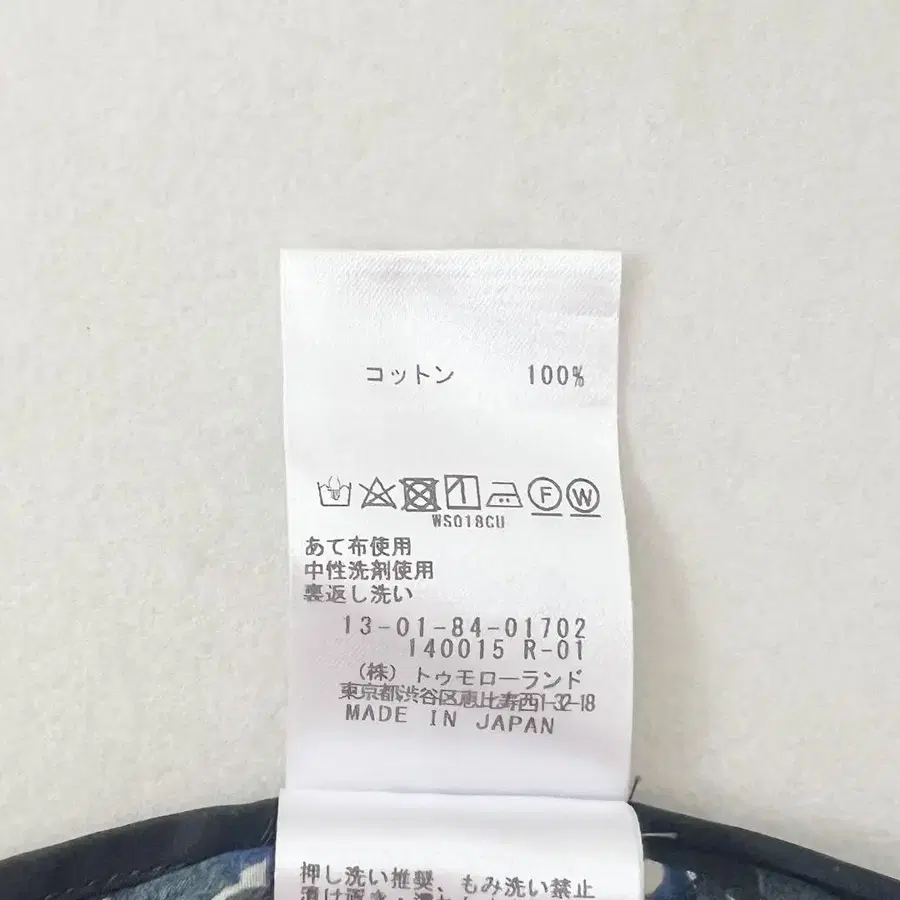 コットン 100%
F W
WS018CU
あて布使用
中性洗剤使用
裏返し洗い
13-01-84-01702
140015 R-01
(株) トゥモローランド
東京都渋谷区恵比寿西1-32-18
MADE IN JAPAN
押し洗い推奨、もみ洗い禁止